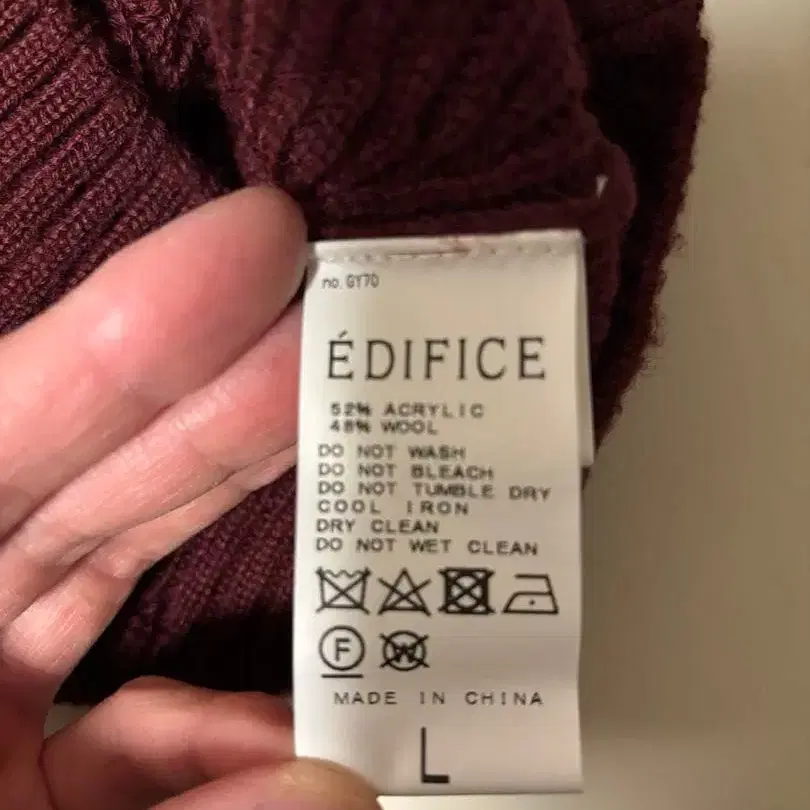 no. GY70
ÉDIFICE
52% ACRYLIC
48% WOOL
DO NOT WASH
DO NOT BLEACH
DO NOT TUMBLE DRY
COOL IRON
DRY CLEAN
DO NOT WET CLEAN
F W
MADE IN CHINA
L